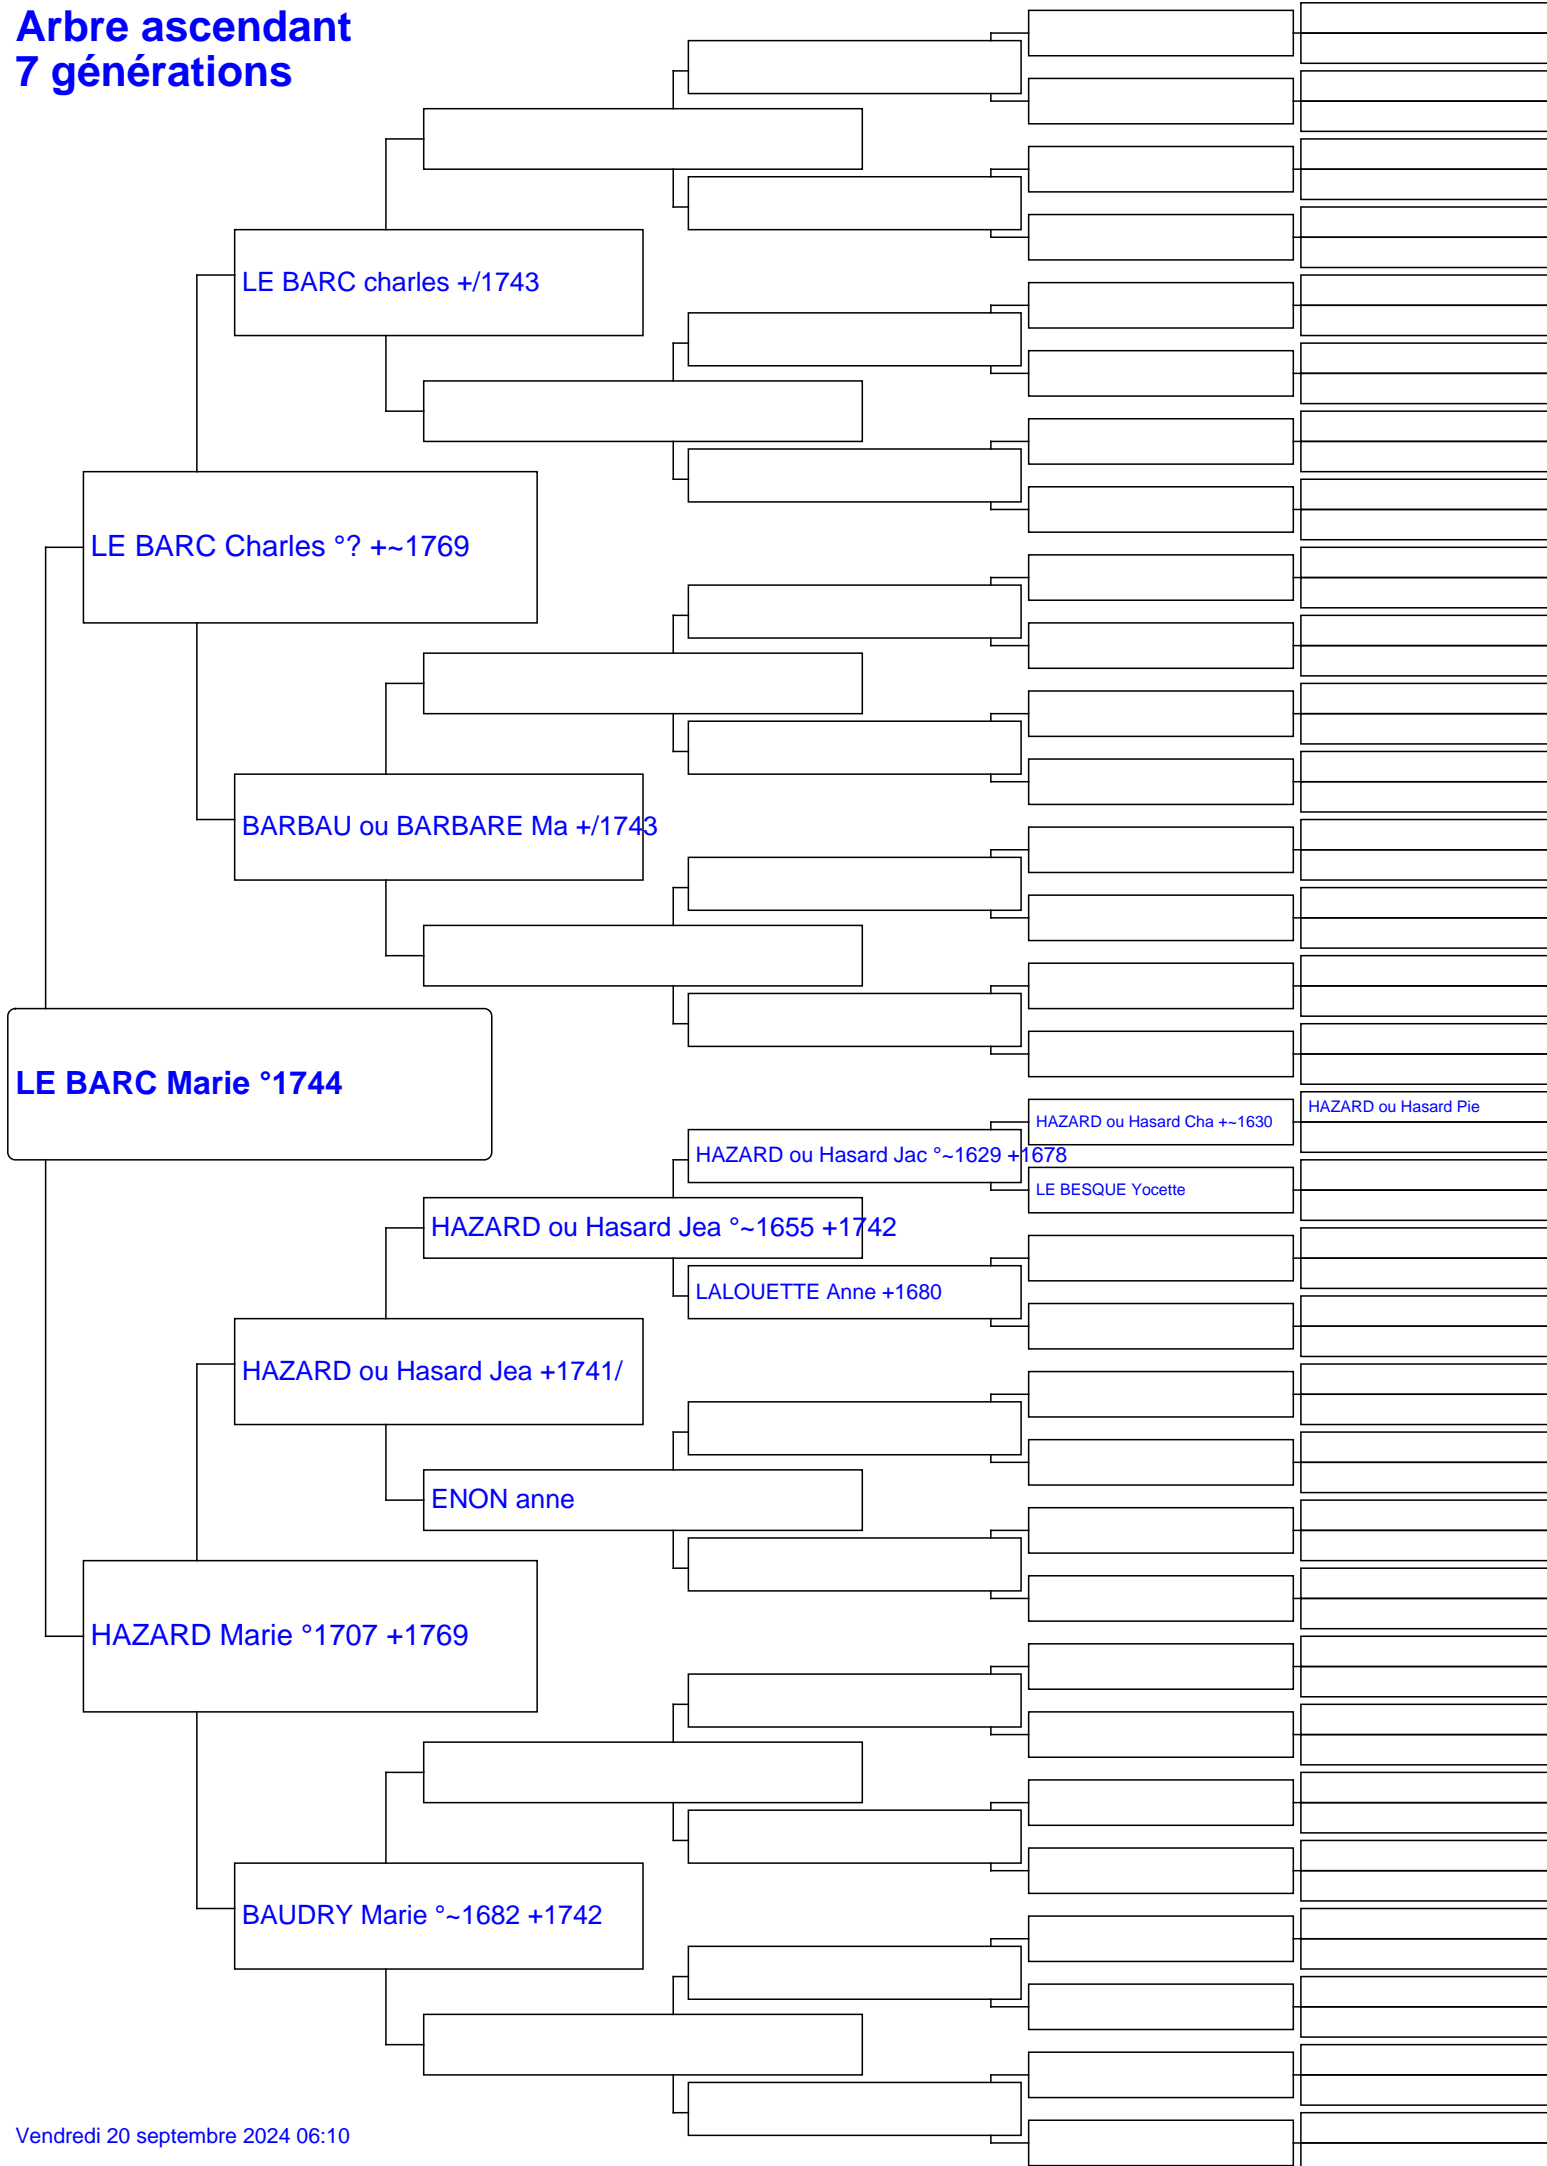 Arbre ascendant
7 générations
LE BARC charles +/1743
LE BARC Charles °? +~1769
BARBAU ou BARBARE Ma +/1743
LE BARC Marie °1744
HAZARD ou Hasard Pie
HAZARD ou Hasard Cha +~1630
HAZARD ou Hasard Jac °~1629 +1678
LE BESQUE Yocette
HAZARD ou Hasard Jea °~1655 +1742
LALOUETTE Anne +1680
HAZARD ou Hasard Jea +1741/
ENON anne
HAZARD Marie °1707 +1769
BAUDRY Marie °~1682 +1742
Vendredi 20 septembre 2024 06:10